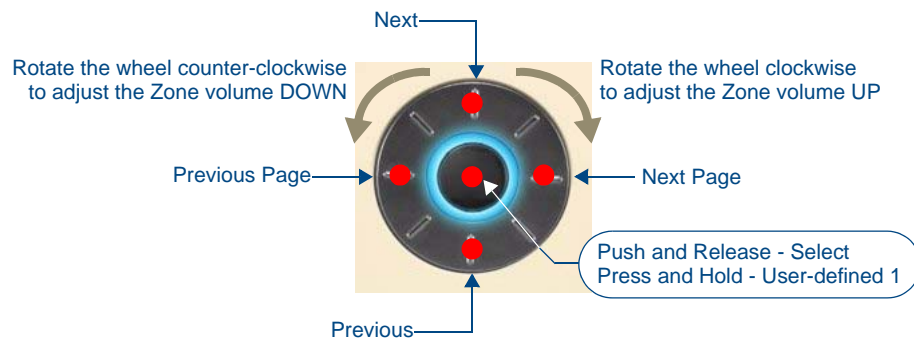 Next
Rotate the wheel counter-clockwise
to adjust the Zone volume DOWN
Rotate the wheel clockwise
to adjust the Zone volume UP
Previous Page
Next Page
Push and Release - Select
Press and Hold - User-defined 1
Previous